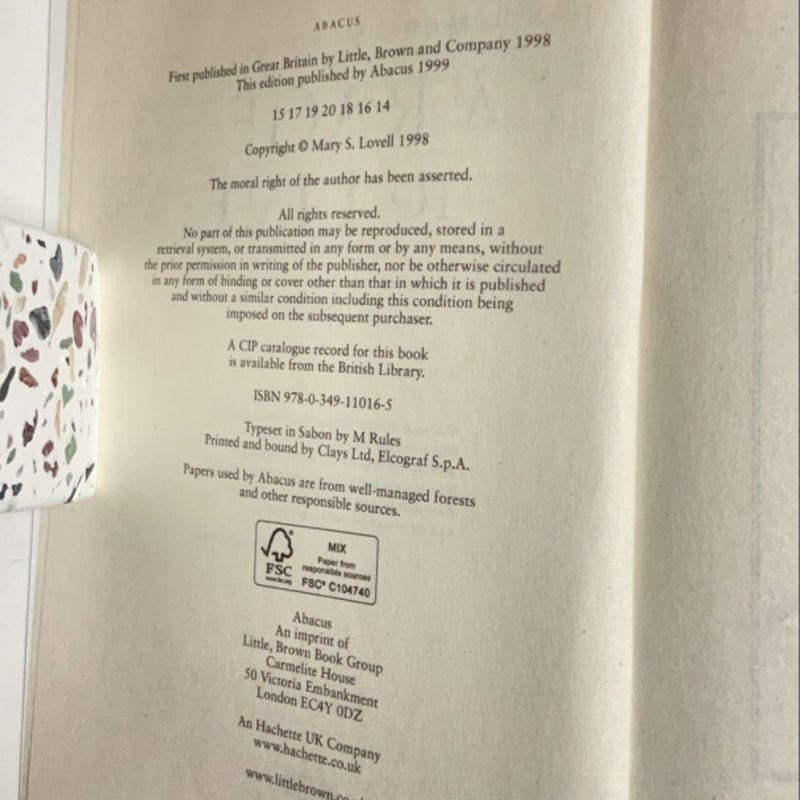 ABACUS
First published in Great Britain by Little, Brown and Company 1998
This edition published by Abacus 1999
15 17 19 20 18 16 14
Copyright © Mary S. Lovell 1998
The moral right of the author has been asserted.
All rights reserved.
No part of this publication may be reproduced, stored in a
retrieval system, or transmitted in any form or by any means, without
the prior permission in writing of the publisher, nor be otherwise circulated
in any form of binding or cover other than that in which it is published
and without a similar condition including this condition being
imposed on the subsequent purchaser.
A CIP catalogue record for this book
is available from the British Library.
ISBN 978-0-349-11016-5
Typeset in Sabon by M Rules
Printed and bound by Clays Ltd, Elcograf S.p.A.
Papers used by Abacus are from well-managed forests
and other responsible sources.
FSC
www.fsc.org
MIX
Paper from
responsible sources
FSC® C104740
Abacus
An imprint of
Little, Brown Book Group
Carmelite House
50 Victoria Embankment
London EC4Y 0DZ
An Hachette UK Company
www.hachette.co.uk
www.littlebrown.co